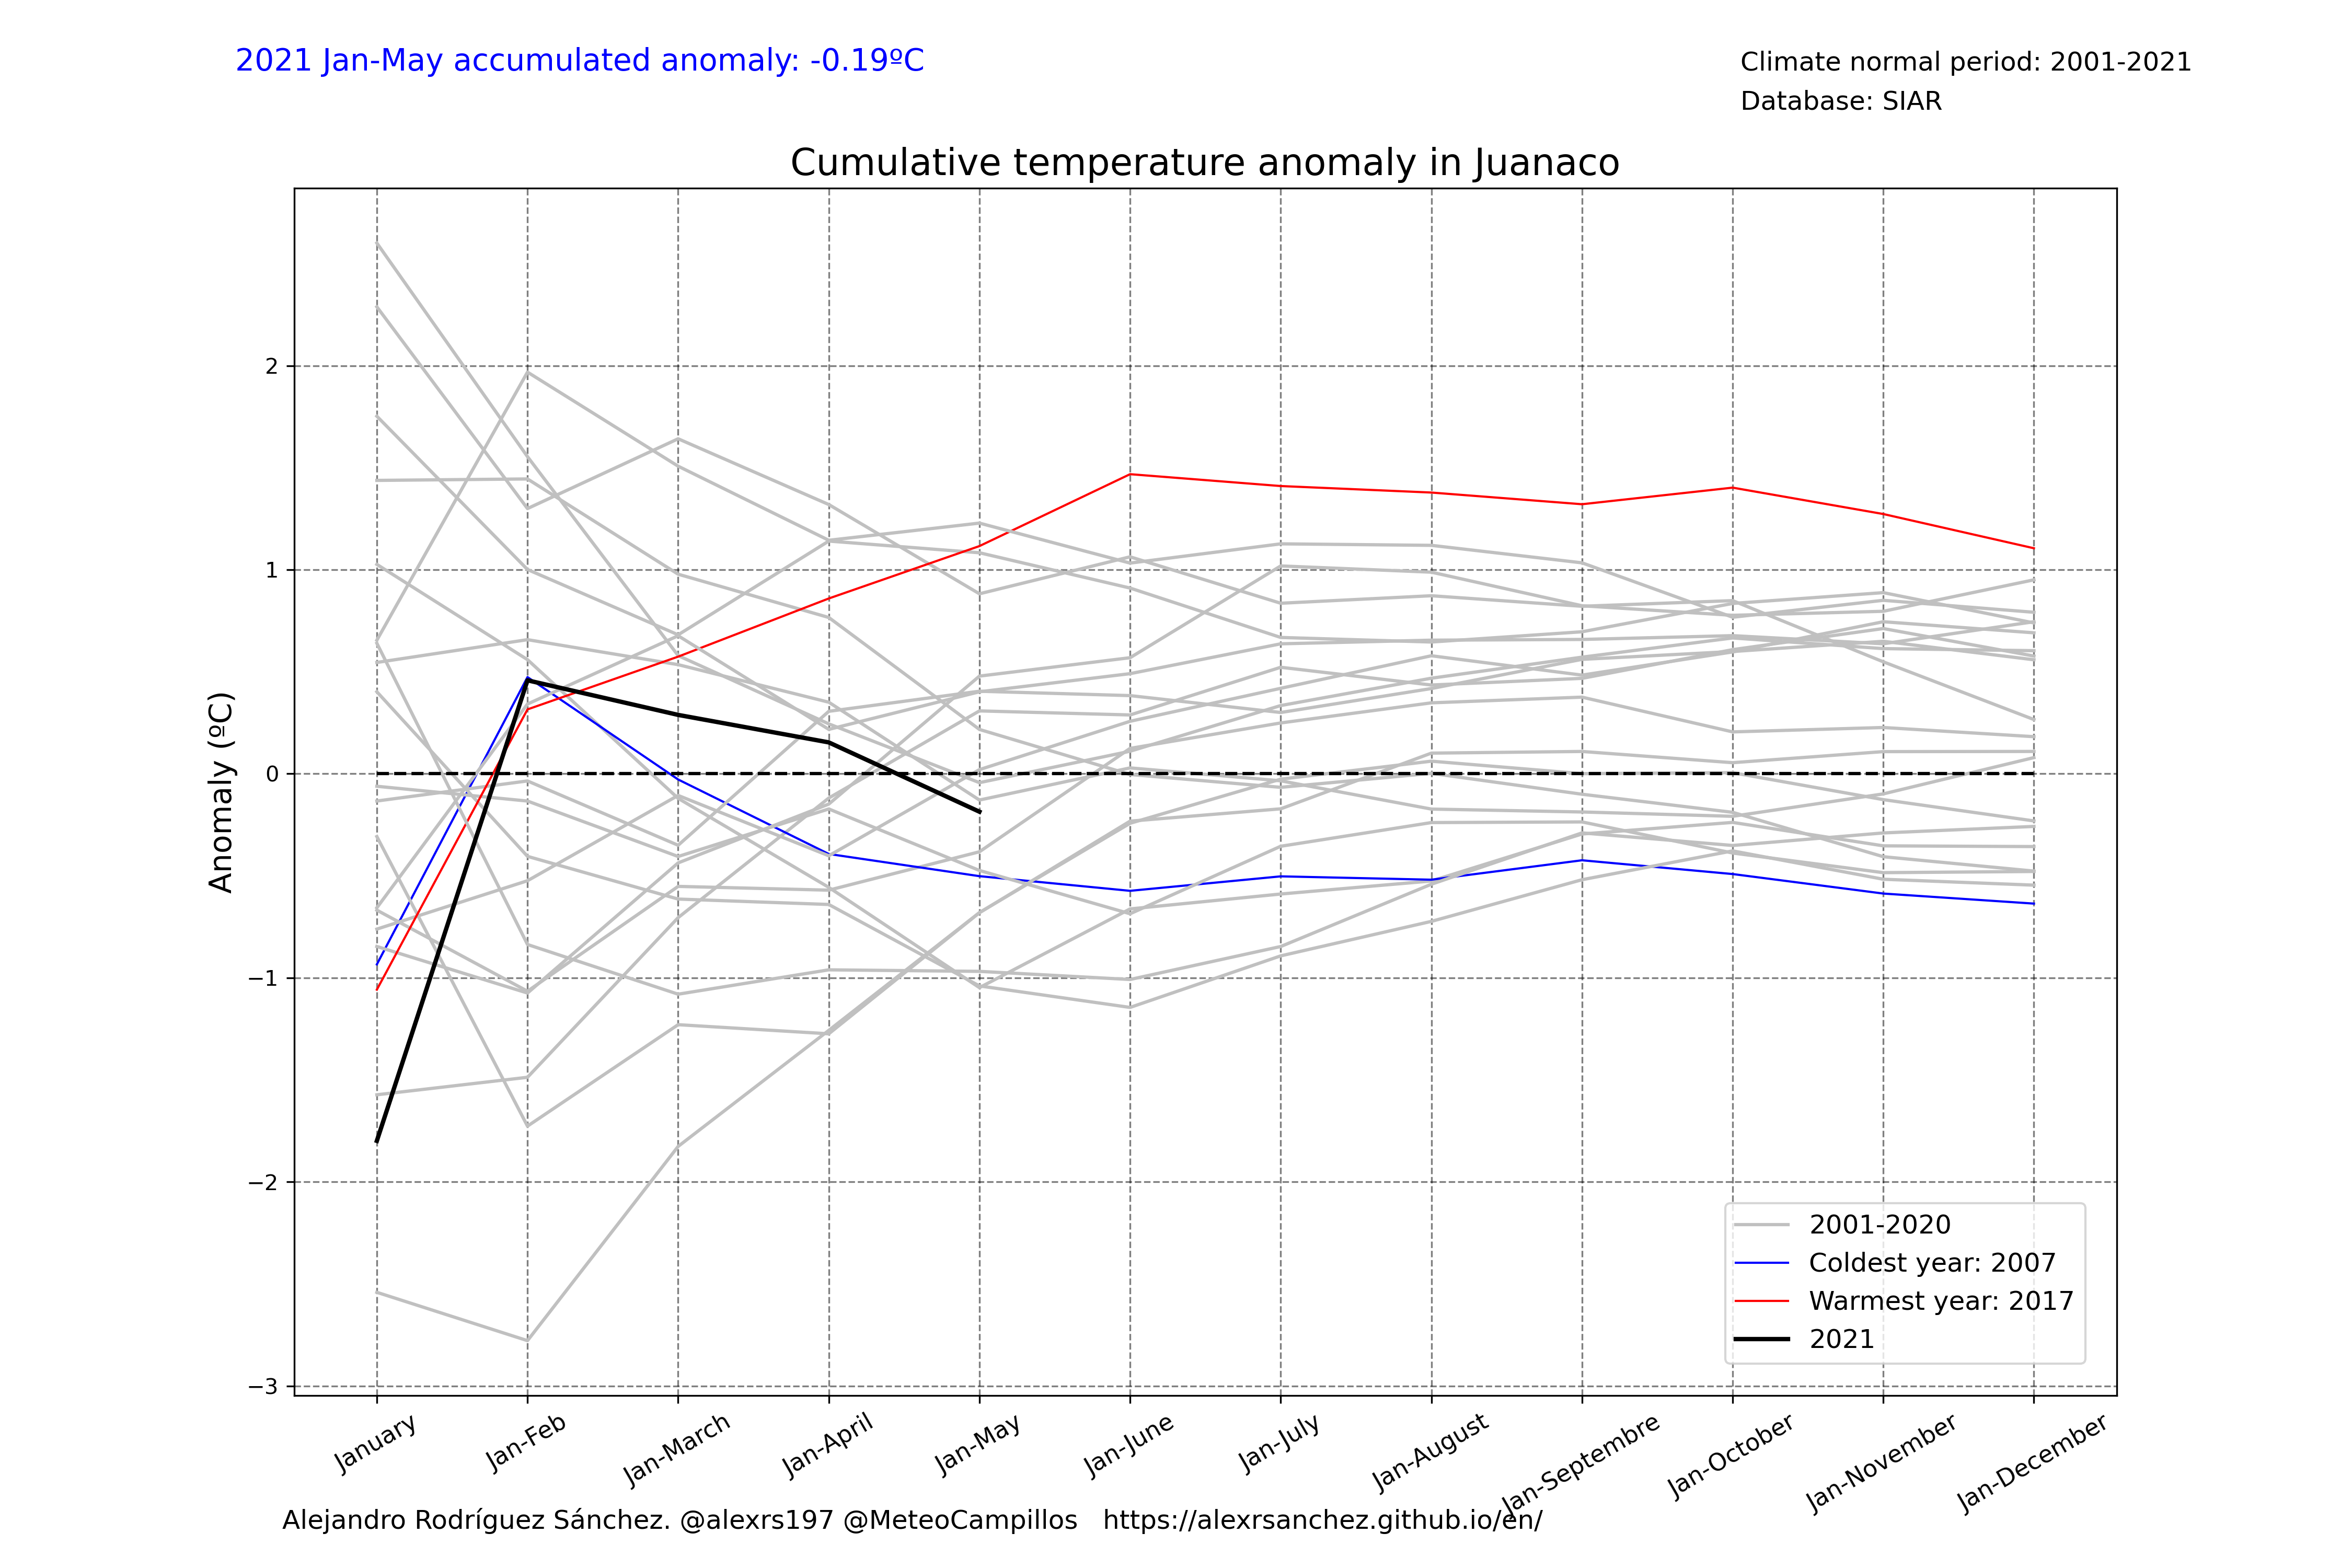 2021 Jan-May accumulated anomaly: -0.19ºC
Climate normal period: 2001-2021
Database: SIAR
Cumulative temperature anomaly in Juanaco
Anomaly (ºC)
2
1
0
−1
−2
−3
2001-2020
Coldest year: 2007
Warmest year: 2017
2021
January
Jan-Feb
Jan-March
Jan-April
Jan-May
Jan-June
Jan-July
Jan-August
Jan-Septembre
Jan-October
Jan-November
Jan-December
Alejandro Rodríguez Sánchez. @alexrs197 @MeteoCampillos https://alexrsanchez.github.io/en/